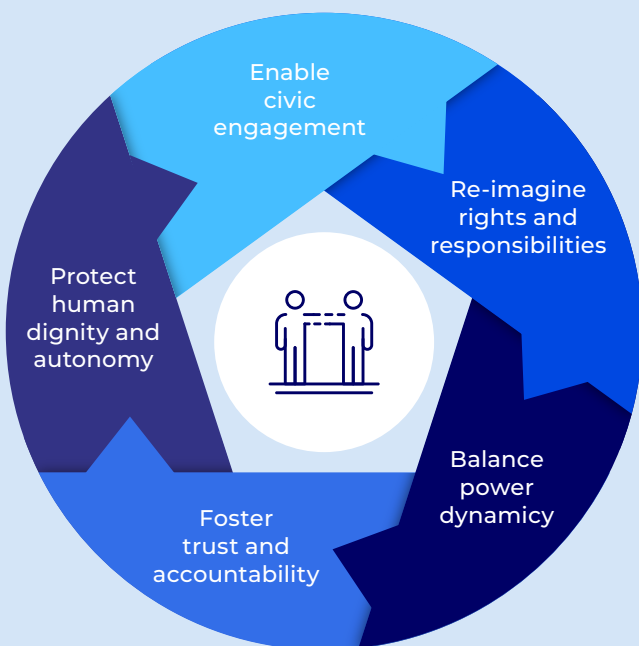 Enable
civic
engagement
Re-imagine
rights and
responsibilities
Balance
power
dynamicy
Foster
trust and
accountability
Protect
human
dignity and
autonomy